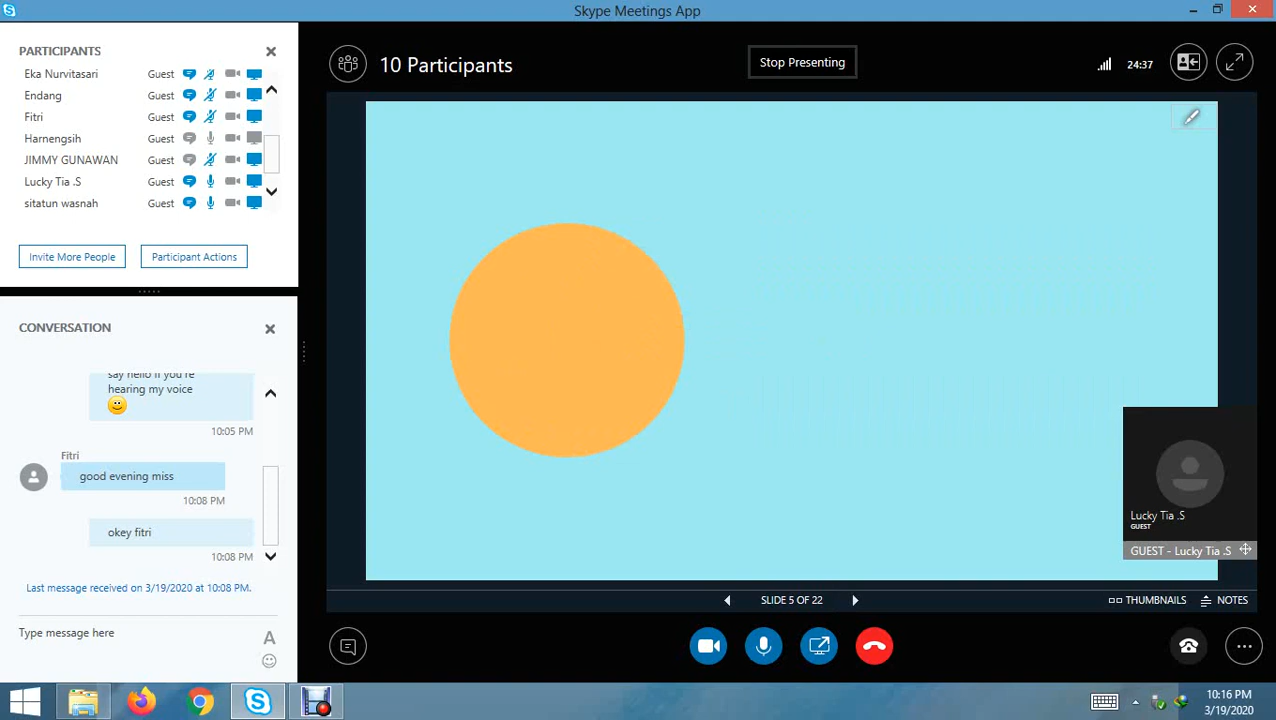 Skype Meetings App
PARTICIPANTS
Eka Nurvitasari Guest
Endang Guest
Fitri Guest
Harnengsih Guest
JIMMY GUNAWAN Guest
Lucky Tia .S Guest
sitatun wasnah Guest
Invite More People
Participant Actions
CONVERSATION
say hello if you're
hearing my voice
10:05 PM
Fitri
good evening miss
10:08 PM
okey fitri
10:08 PM
Last message received on 3/19/2020 at 10:08 PM.
Type message here
A
10 Participants
Stop Presenting
24:37
Lucky Tia .S
GUEST
GUEST - Lucky Tia .S
SLIDE 5 OF 22
THUMBNAILS
NOTES
10:16 PM
3/19/2020